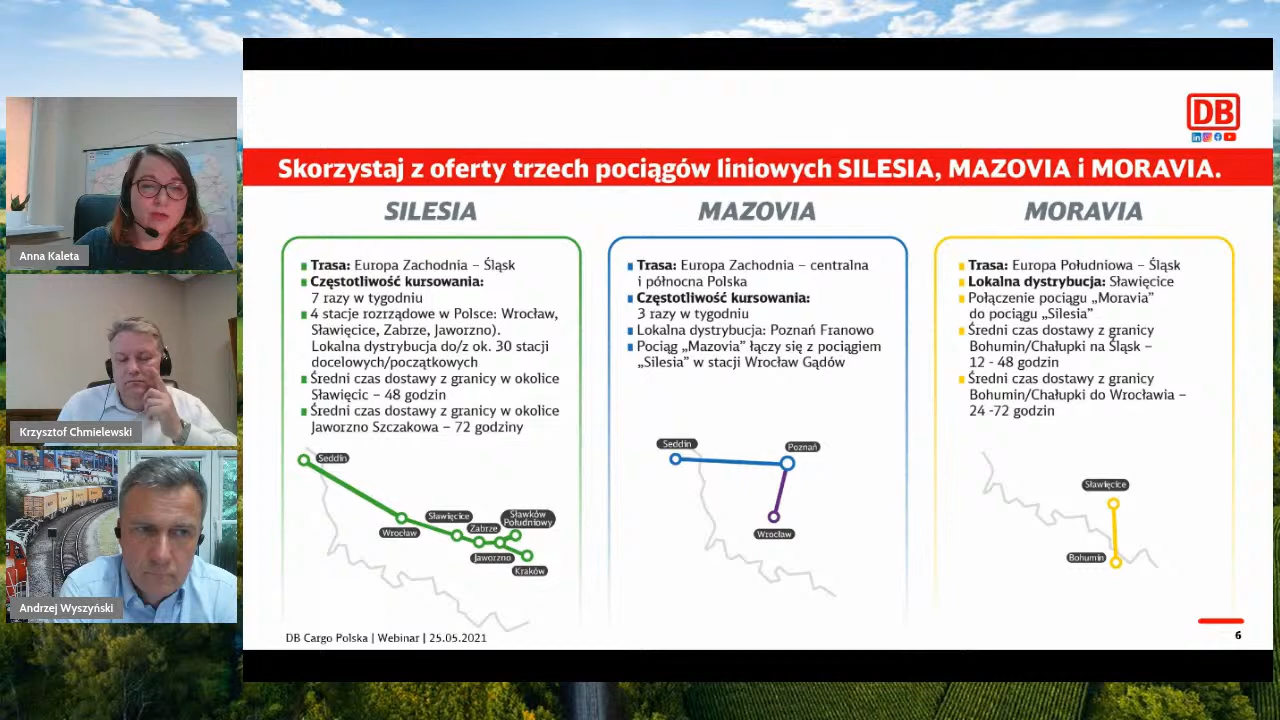 Anna Kaleta
Krzysztof Chmielewski
Andrzej Wyszyński
DB
Skorzystaj z oferty trzech pociągów liniowych SILESIA, MAZOVIA i MORAVIA.
SILESIA
Trasa: Europa Zachodnia – Śląsk
Częstotliwość kursowania:
7 razy w tygodniu
4 stacje rozrządowe w Polsce: Wrocław,
Sławięcice, Zabrze, Jaworzno).
Lokalna dystrybucja do/z ok. 30 stacji
docelowych/początkowych
Średni czas dostawy z granicy w okolice
Sławięcic – 48 godzin
Średni czas dostawy z granicy w okolice
Jaworzno Szczakowa – 72 godziny
Seddin
Wrocław
Sławięcice
Zabrze
Sławków
Południowy
Jaworzno
Kraków
MAZOVIA
Trasa: Europa Zachodnia – centralna
i północna Polska
Częstotliwość kursowania:
3 razy w tygodniu
Lokalna dystrybucja: Poznań Franowo
Pociąg „Mazovia” łączy się z pociągiem
„Silesia” w stacji Wrocław Gądów
Seddin
Poznań
Wrocław
MORAVIA
Trasa: Europa Południowa – Śląsk
Lokalna dystrybucja: Sławięcice
Połączenie pociągu „Moravia”
do pociągu „Silesia”
Średni czas dostawy z granicy
Bohumin/Chałupki na Śląsk –
12 - 48 godzin
Średni czas dostawy z granicy
Bohumin/Chałupki do Wrocławia –
24 -72 godzin
Sławięcice
Bohumin
DB Cargo Polska | Webinar | 25.05.2021
6